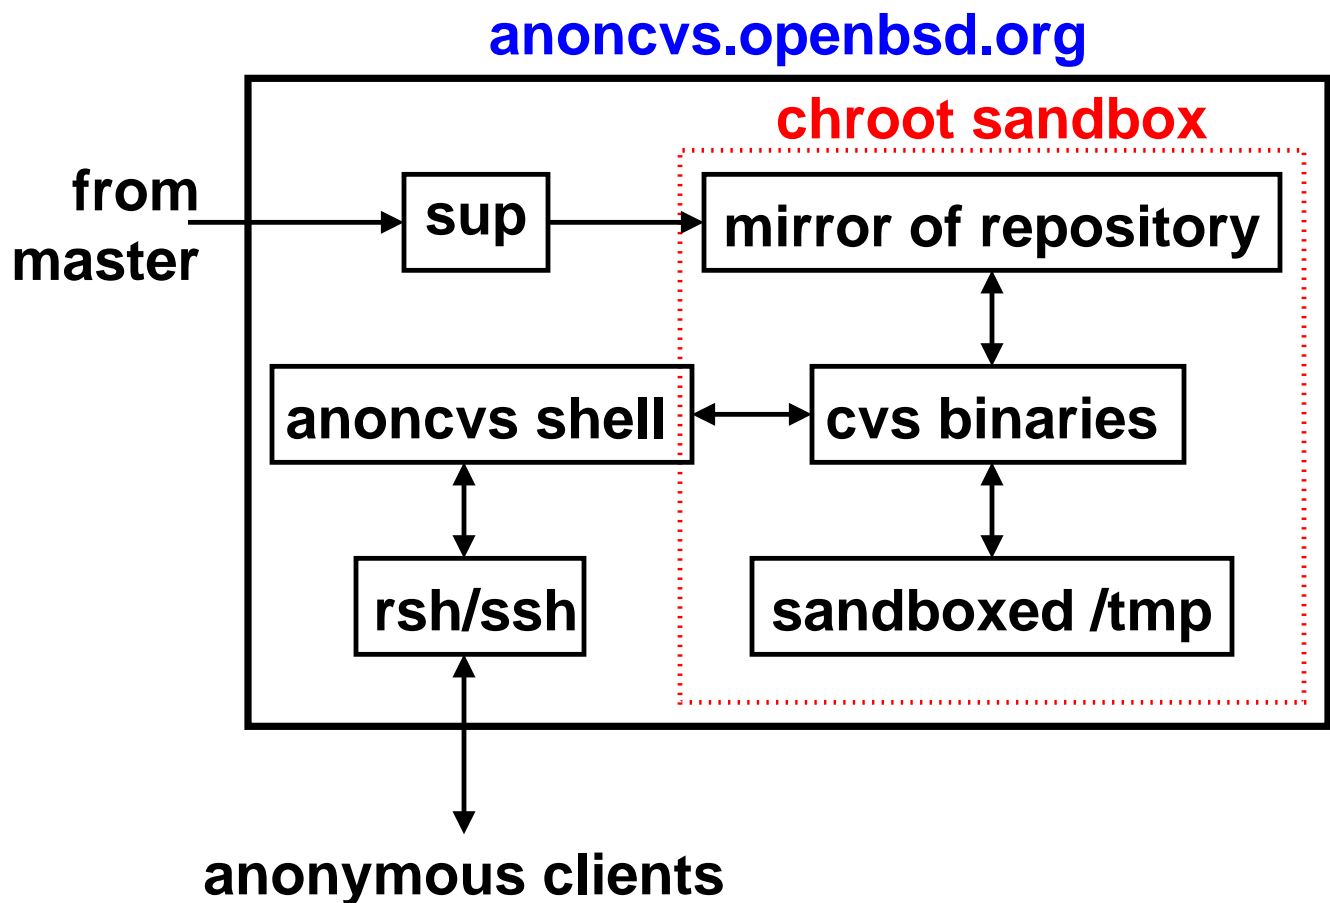 anoncvs.openbsd.org
chroot sandbox
from
master
sup
mirror of repository
anoncvs shell
cvs binaries
rsh/ssh
sandboxed /tmp
anonymous clients